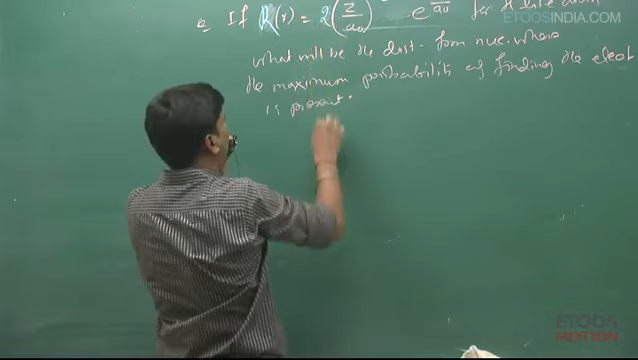 Q. If R(r) = 2(Z/a₀) e a₀ for H like atom
ETOOSINDIA.COM
what will be the dist. from nuc. where
the maximum probability of finding the elect
is present.
ETOOS
MOTION